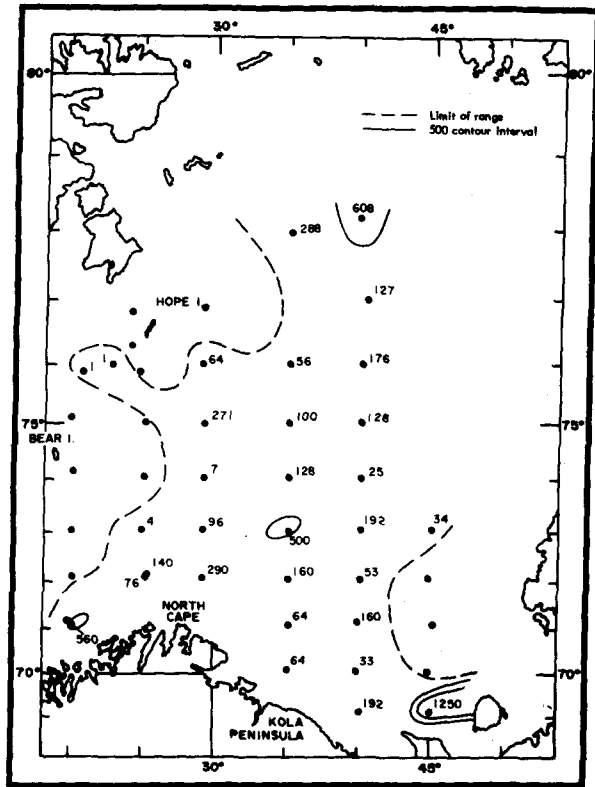 30° 45°
80° 80°
Limit of range
500 contour interval
608
288
127
HOPE I.
1 1 64 56 176
75° 271 100 128 75°
BEAR I.
7 128 25
4 96 500 192 34
140
76 290 160 53
NORTH
CAPE
560 64 160
70° 64 33 70°
192 1250
KOLA
PENINSULA
30° 45°